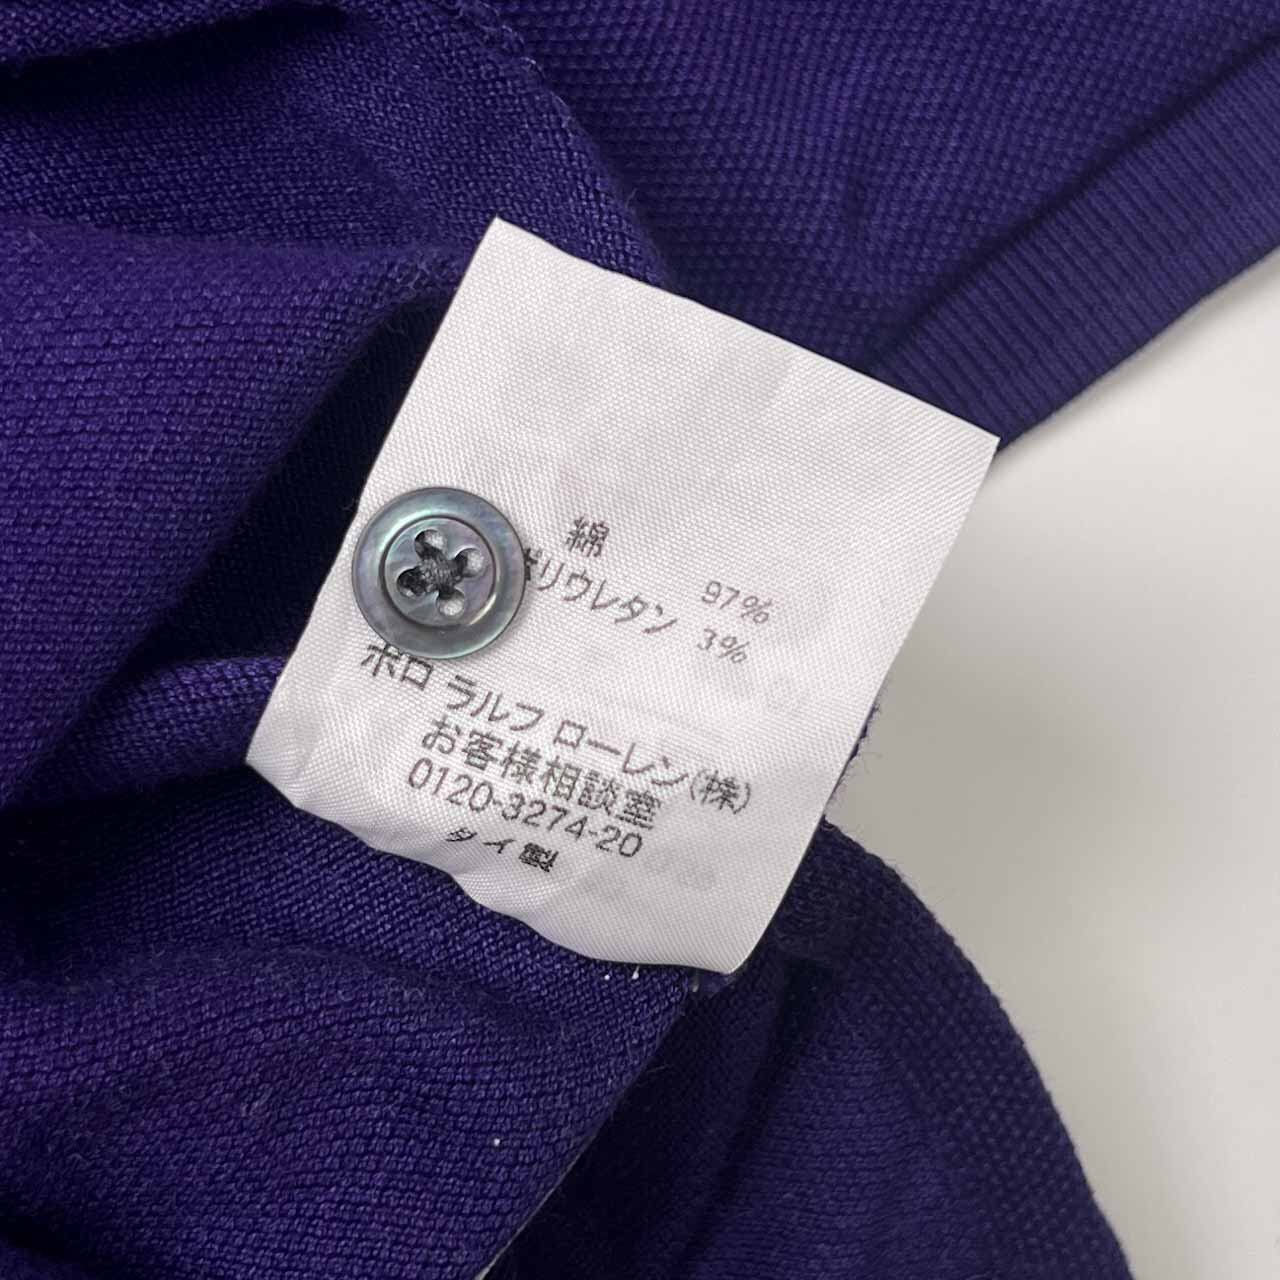 綿 97%
ポリウレタン 3%
ポロ ラルフ ローレン(株)
お客様相談室
0120-3274-20
タイ製